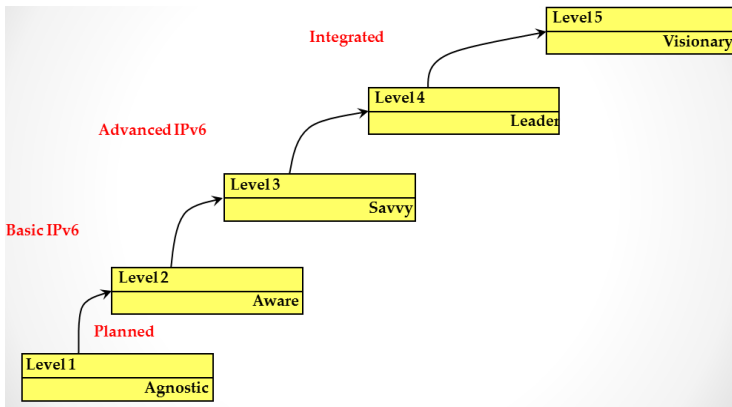 Level 5
Visionary
Integrated
Level 4
Leader
Advanced IPv6
Level 3
Savvy
Basic IPv6
Level 2
Aware
Planned
Level 1
Agnostic